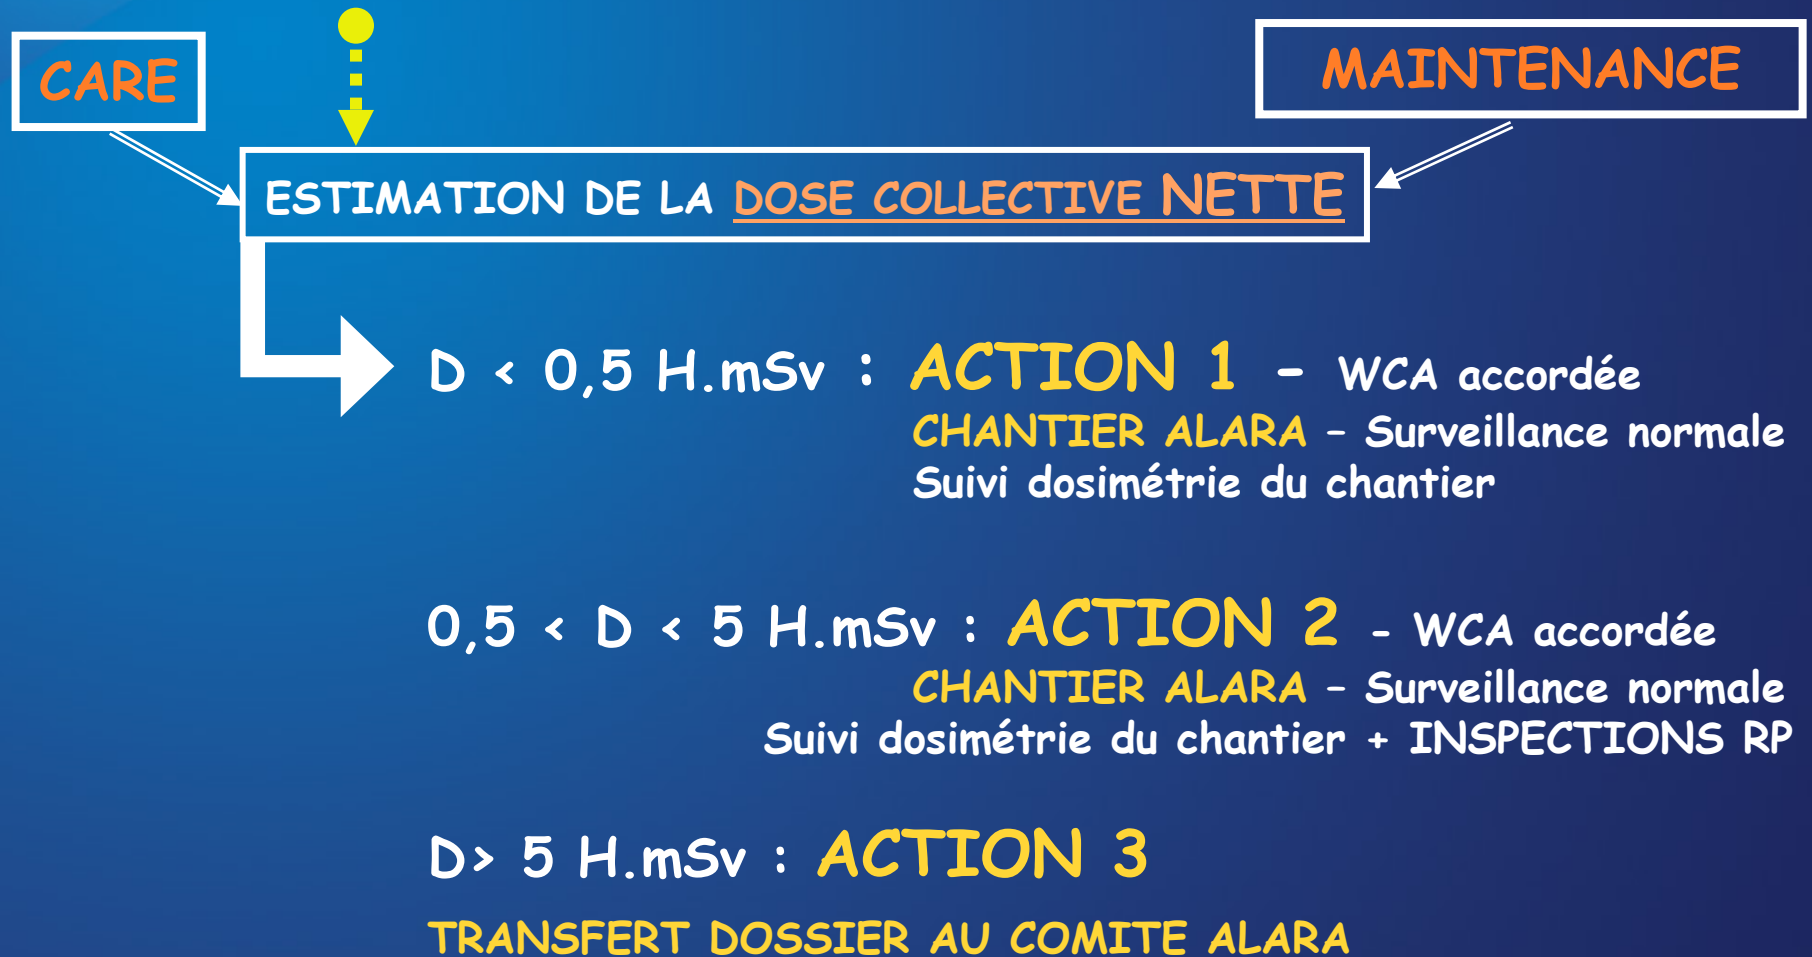 CARE
MAINTENANCE
ESTIMATION DE LA DOSE COLLECTIVE NETTE
D < 0,5 H.mSv : ACTION 1 - WCA accordée
CHANTIER ALARA - Surveillance normale
Suivi dosimétrie du chantier
0,5 < D < 5 H.mSv : ACTION 2 - WCA accordée
CHANTIER ALARA - Surveillance normale
Suivi dosimétrie du chantier + INSPECTIONS RP
D> 5 H.mSv : ACTION 3
TRANSFERT DOSSIER AU COMITE ALARA